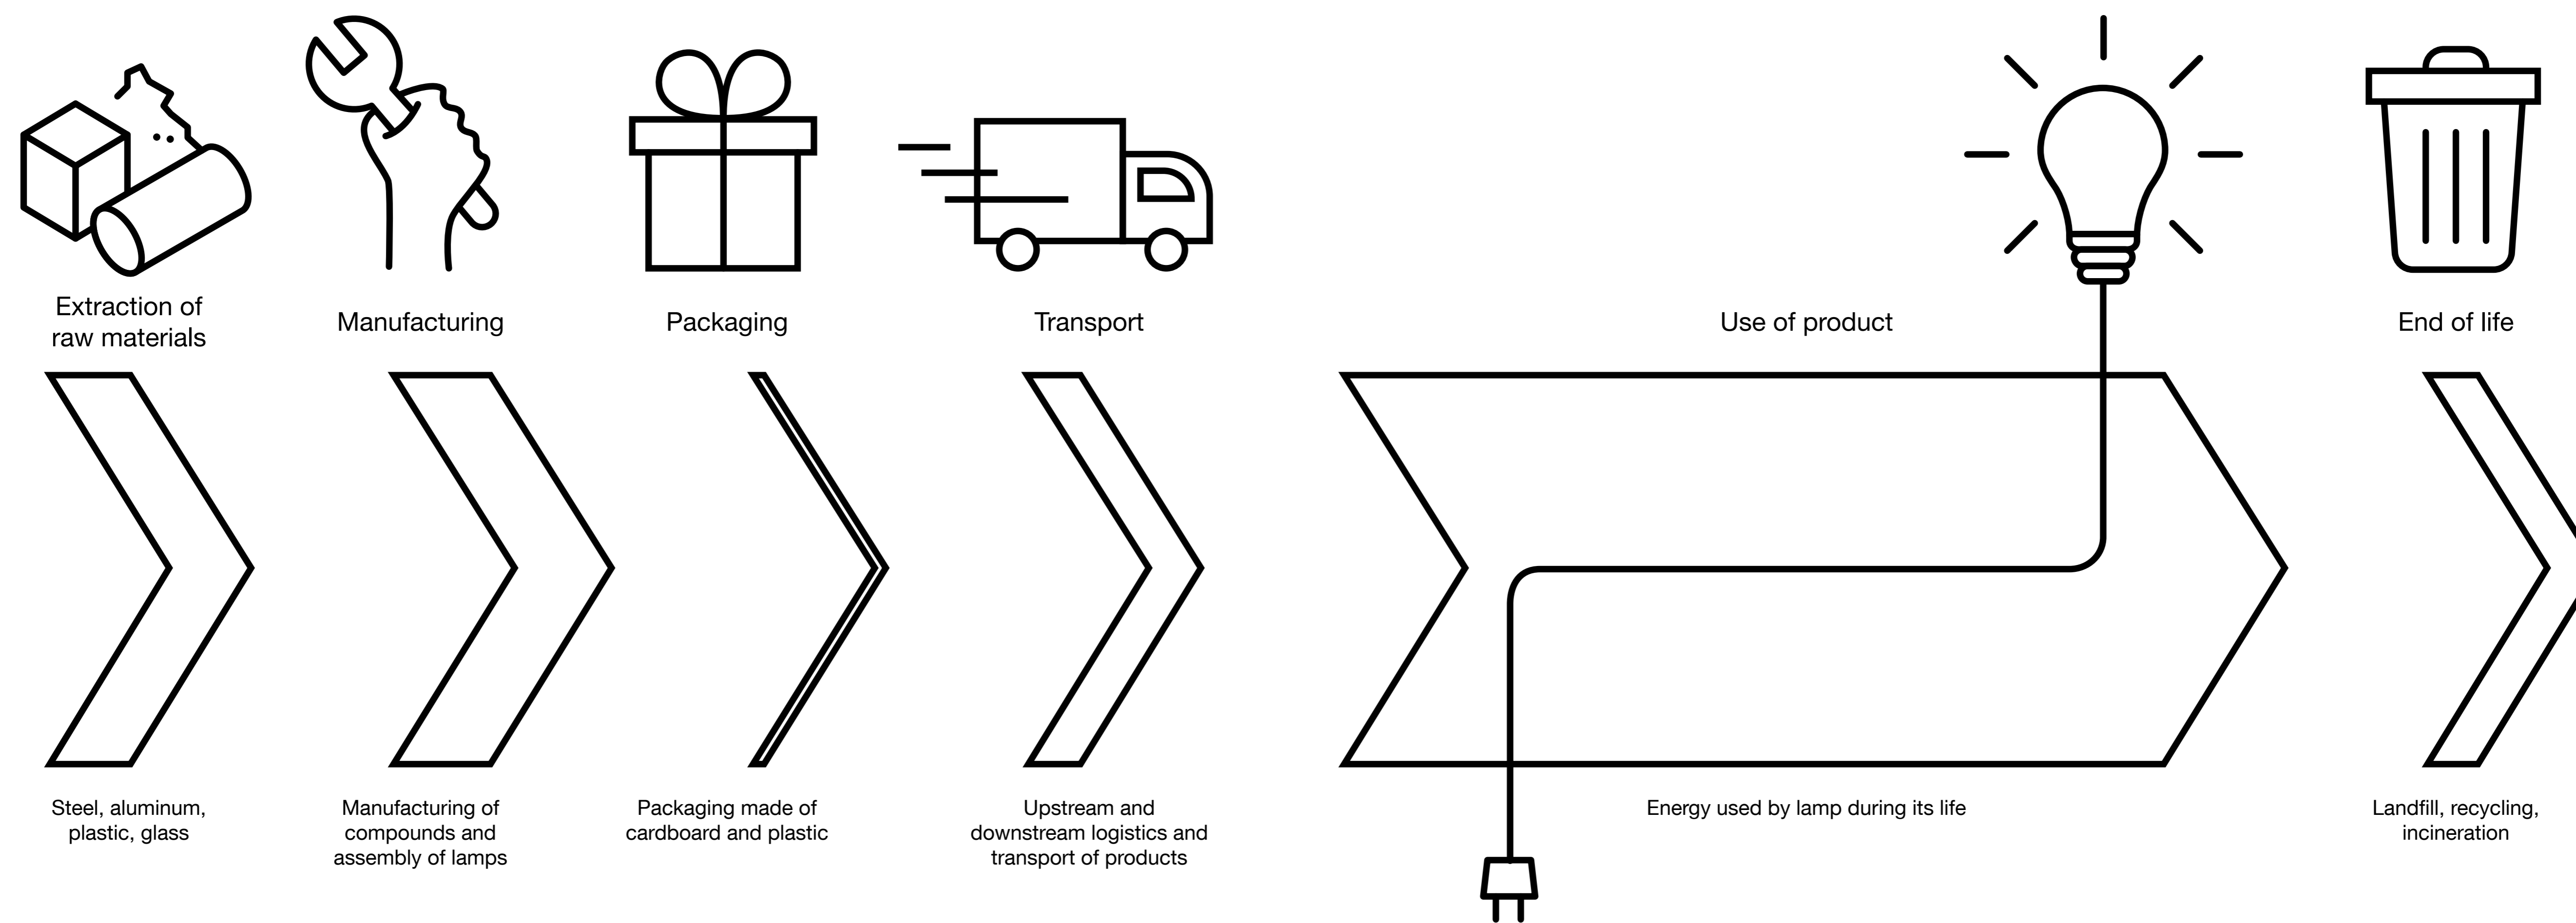 Extraction of
raw materials
Manufacturing
Packaging
Transport
Use of product
End of life
Steel, aluminum,
plastic, glass
Manufacturing of
compounds and
assembly of lamps
Packaging made of
cardboard and plastic
Upstream and
downstream logistics and
transport of products
Energy used by lamp during its life
Landfill, recycling,
incineration